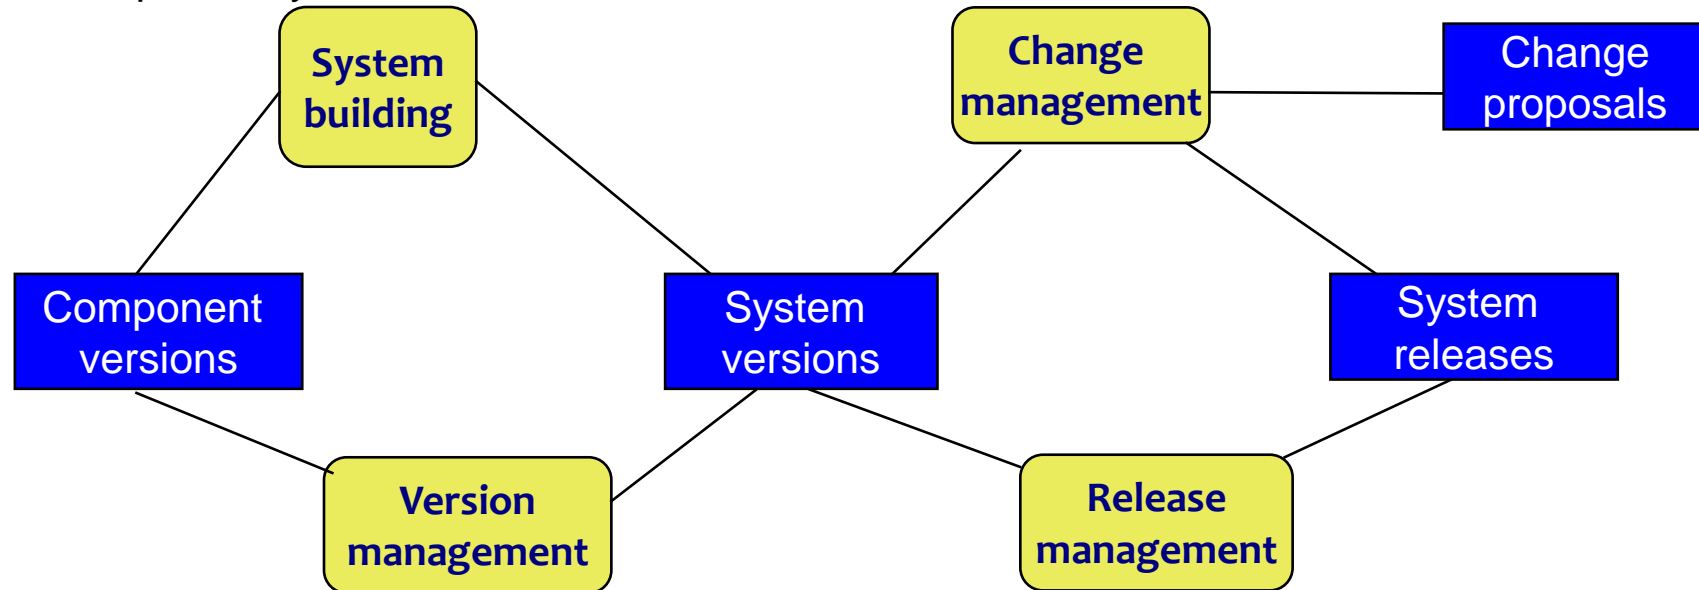 System
building
Change
management
Change
proposals
Component
versions
System
versions
System
releases
Version
management
Release
management